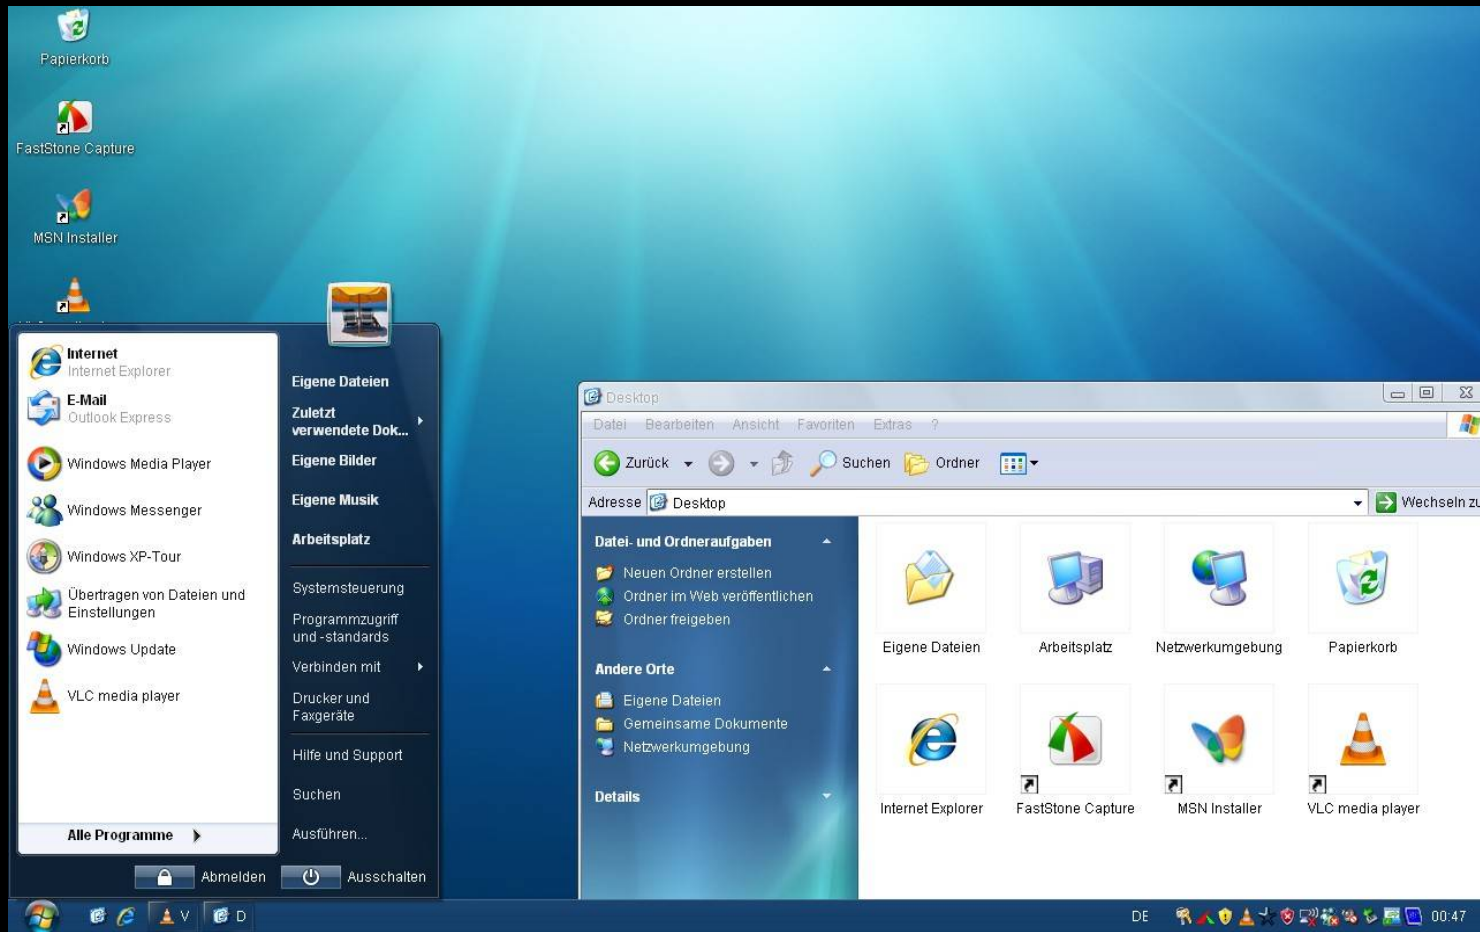 Papierkorb
FastStone Capture
MSN Installer
Internet
Internet Explorer
E-Mail
Outlook Express
Windows Media Player
Windows Messenger
Windows XP-Tour
Übertragen von Dateien und
Einstellungen
Windows Update
VLC media player
Alle Programme
Eigene Dateien
Zuletzt
verwendete Dok...
Eigene Bilder
Eigene Musik
Arbeitsplatz
Systemsteuerung
Programmzugriff
und -standards
Verbinden mit
Drucker und
Faxgeräte
Hilfe und Support
Suchen
Ausführen...
Abmelden
Ausschalten
Desktop
Datei Bearbeiten Ansicht Favoriten Extras ?
Zurück Suchen Ordner
Adresse Desktop Wechseln zu
Datei- und Ordneraufgaben
Neuen Ordner erstellen
Ordner im Web veröffentlichen
Ordner freigeben
Andere Orte
Eigene Dateien
Gemeinsame Dokumente
Netzwerkumgebung
Details
Eigene Dateien Arbeitsplatz Netzwerkumgebung Papierkorb
Internet Explorer FastStone Capture MSN Installer VLC media player
V D DE 00:47